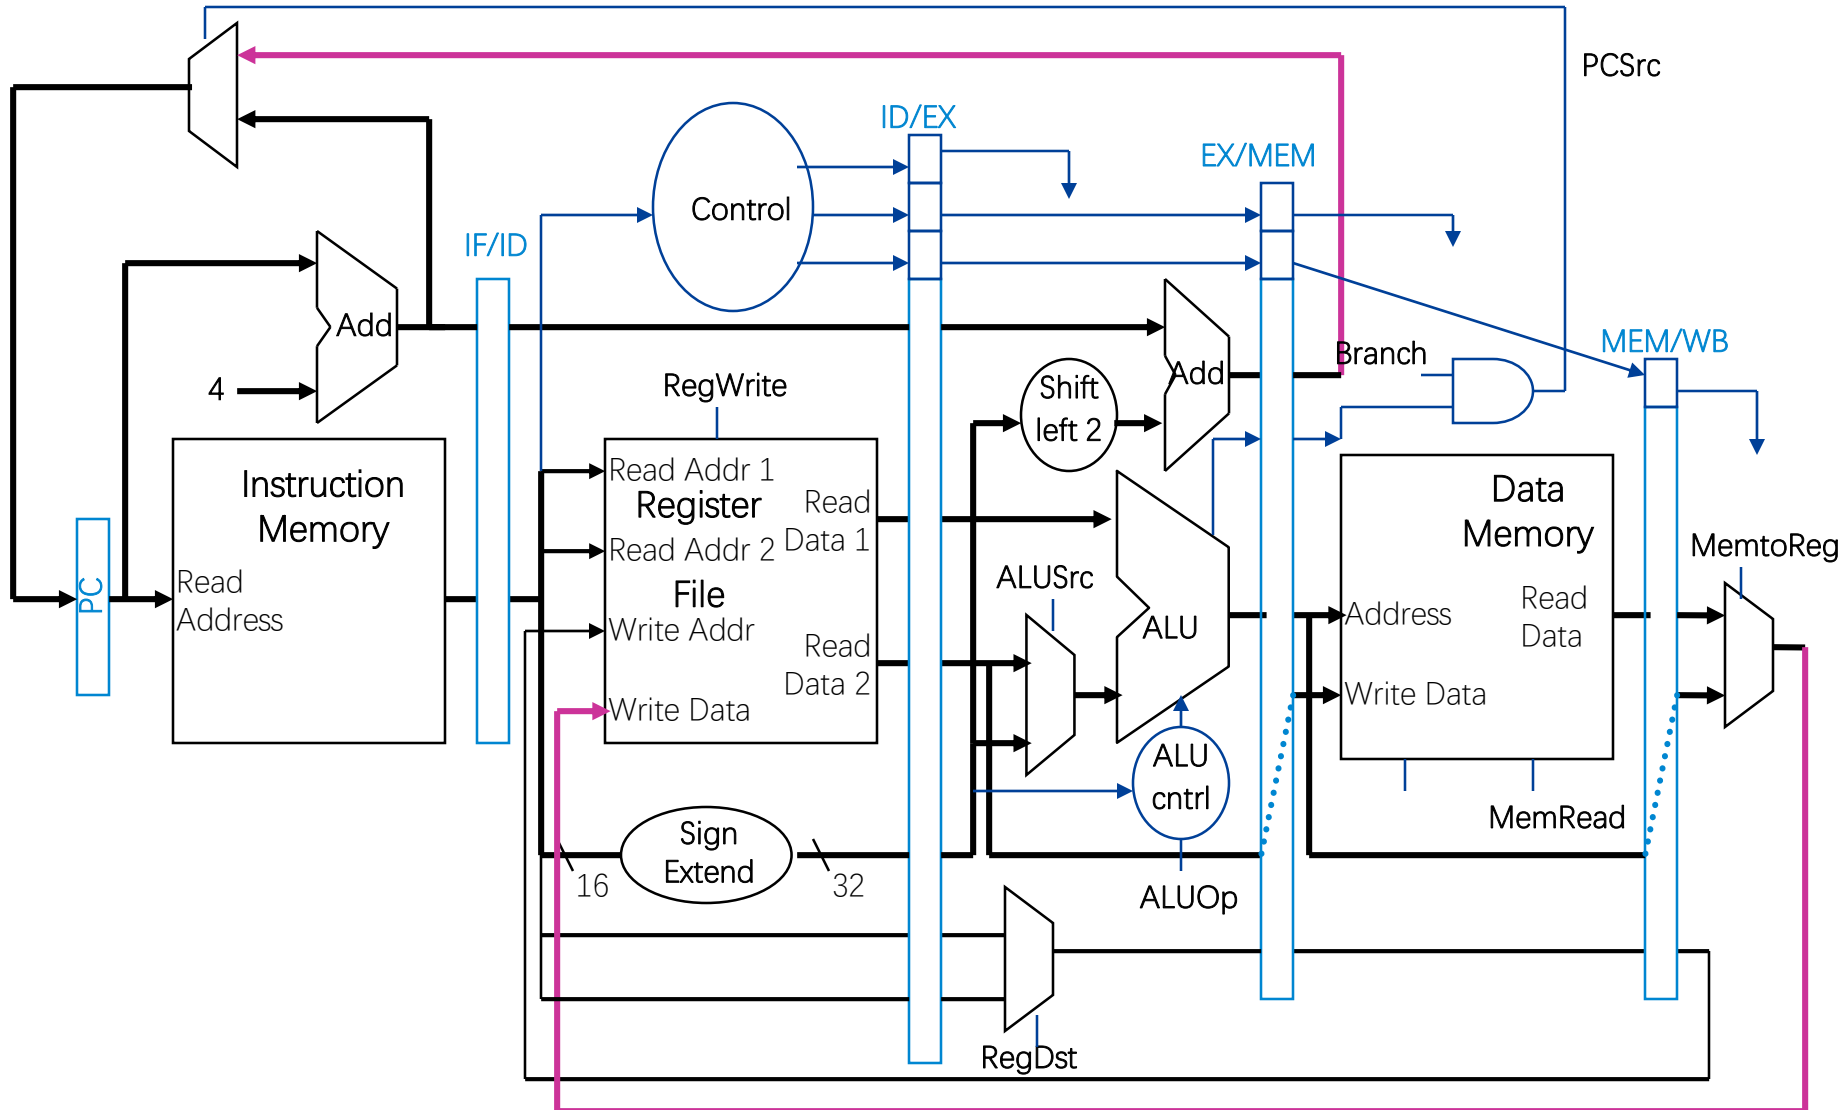 PCSrc
ID/EX
EX/MEM
Control
IF/ID
Add
4
RegWrite
Shift
left 2
Add
Branch
MEM/WB
Instruction
Memory
Read
Address
PC
Read Addr 1
Register
Read Addr 2
File
Write Addr
Write Data
Read
Data 1
Read
Data 2
ALUSrc
ALU
ALU
cntrl
ALUOp
Data
Memory
Address
Write Data
Read
Data
MemtoReg
MemRead
Sign
Extend
16
32
RegDst